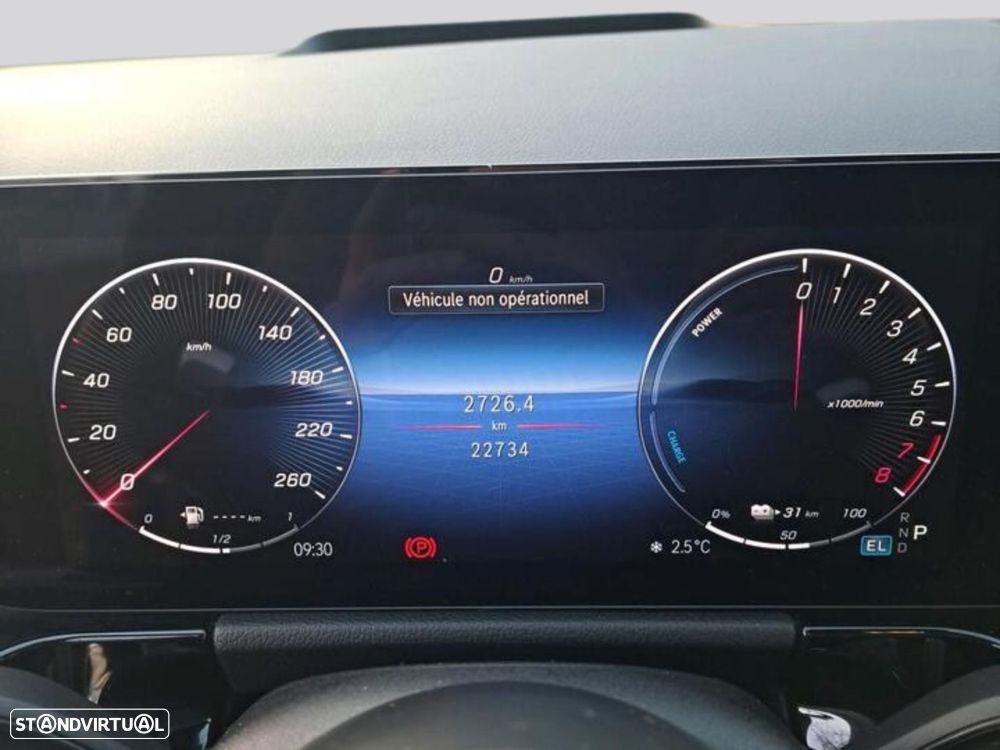 0 km/h
Véhicule non opérationnel
0 20 40 60 80 100 140 180 220 260
km/h
0 1/2 1
---- km
09:30
2726.4
km
22734
POWER
CHARGE
0 1 2 3 4 5 6 7 8
x1000/min
0% 50 100
31 km
2.5°C
EL
R
N
D
P
STANDVIRTUAL